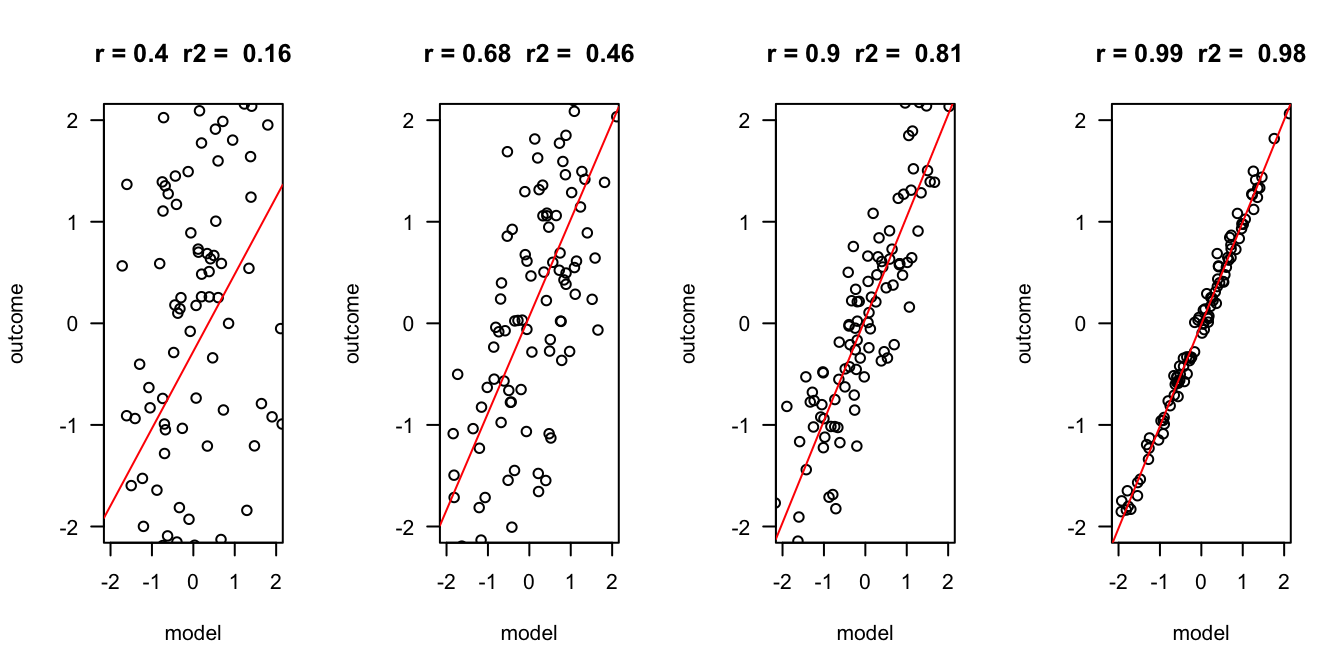 r = 0.4  r2 =  0.16
outcome
2
1
0
-1
-2
-2 -1 0 1 2
model
r = 0.68  r2 =  0.46
outcome
2
1
0
-1
-2
-2 -1 0 1 2
model
r = 0.9  r2 =  0.81
outcome
2
1
0
-1
-2
-2 -1 0 1 2
model
r = 0.99  r2 =  0.98
outcome
2
1
0
-1
-2
-2 -1 0 1 2
model